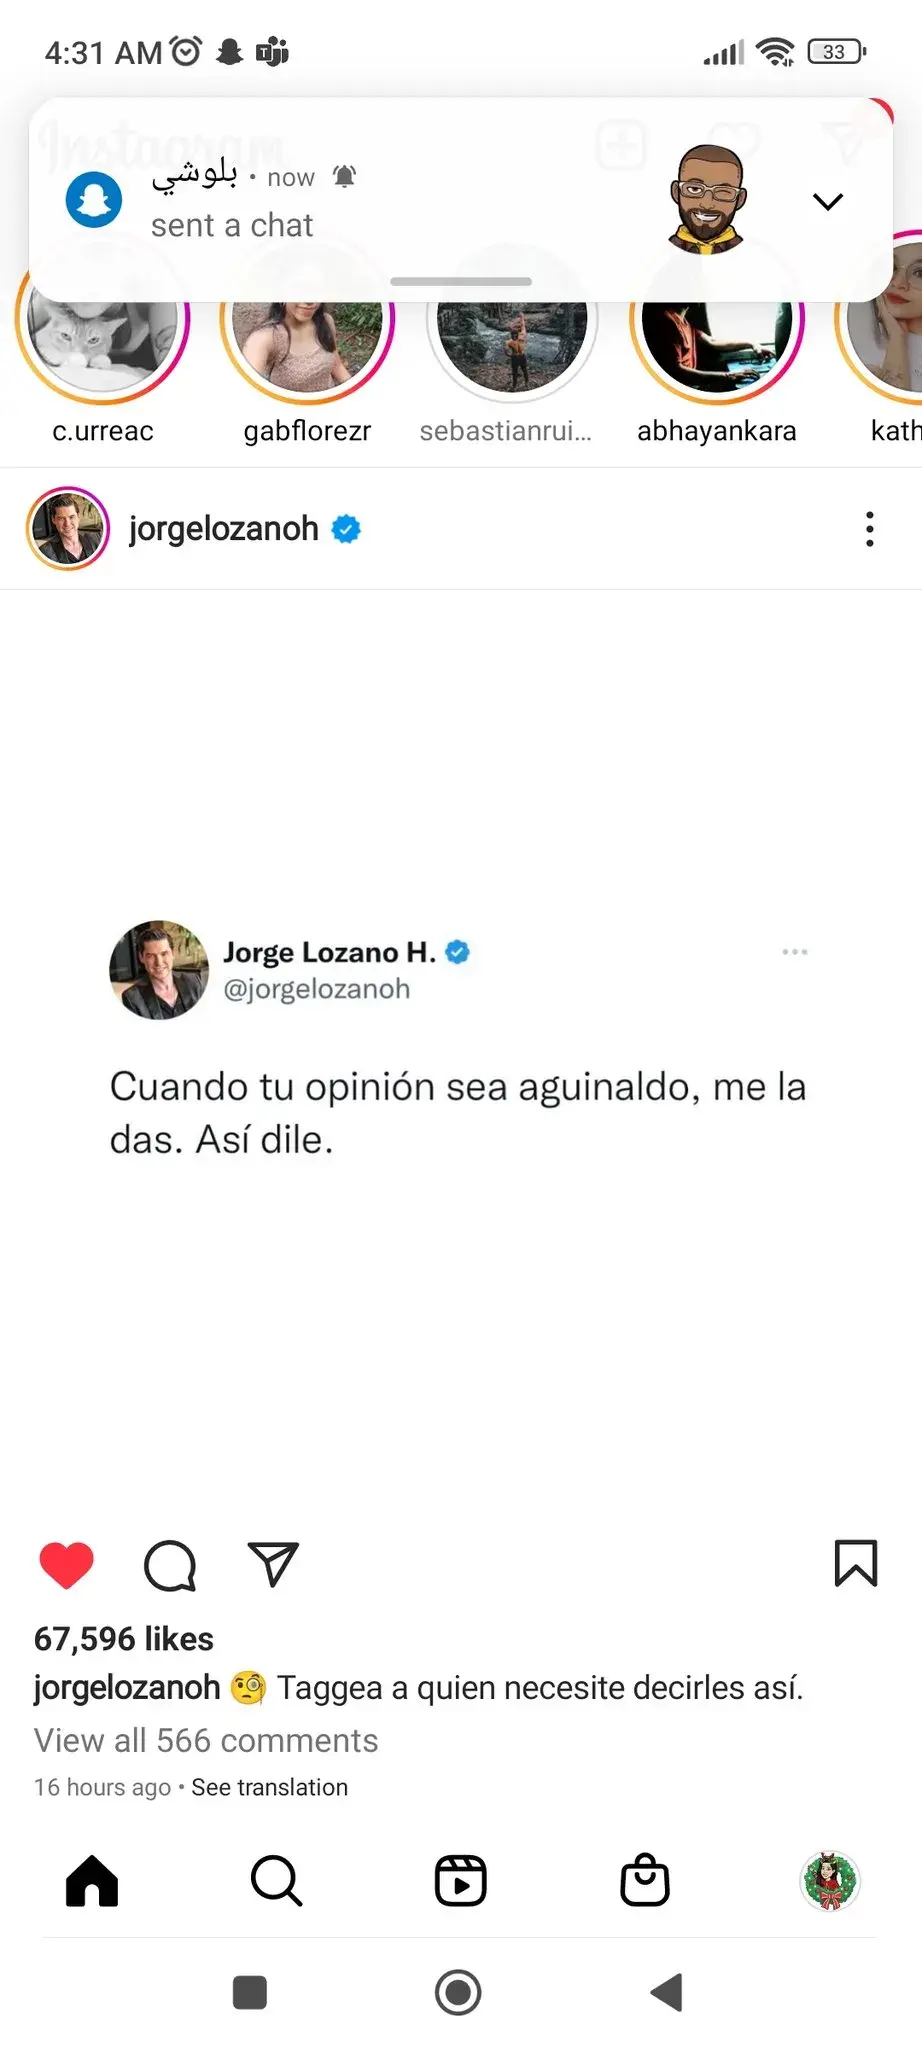 4:31 AM
33
Instagram
بلوشي • now
sent a chat
c.urreac
gabflorezr
sebastianrui...
abhayankara
kath
jorgelozanoh
Jorge Lozano H.
@jorgelozanoh
Cuando tu opinión sea aguinaldo, me la
das. Así dile.
67,596 likes
jorgelozanoh 🧐 Taggea a quien necesite decirles así.
View all 566 comments
16 hours ago • See translation